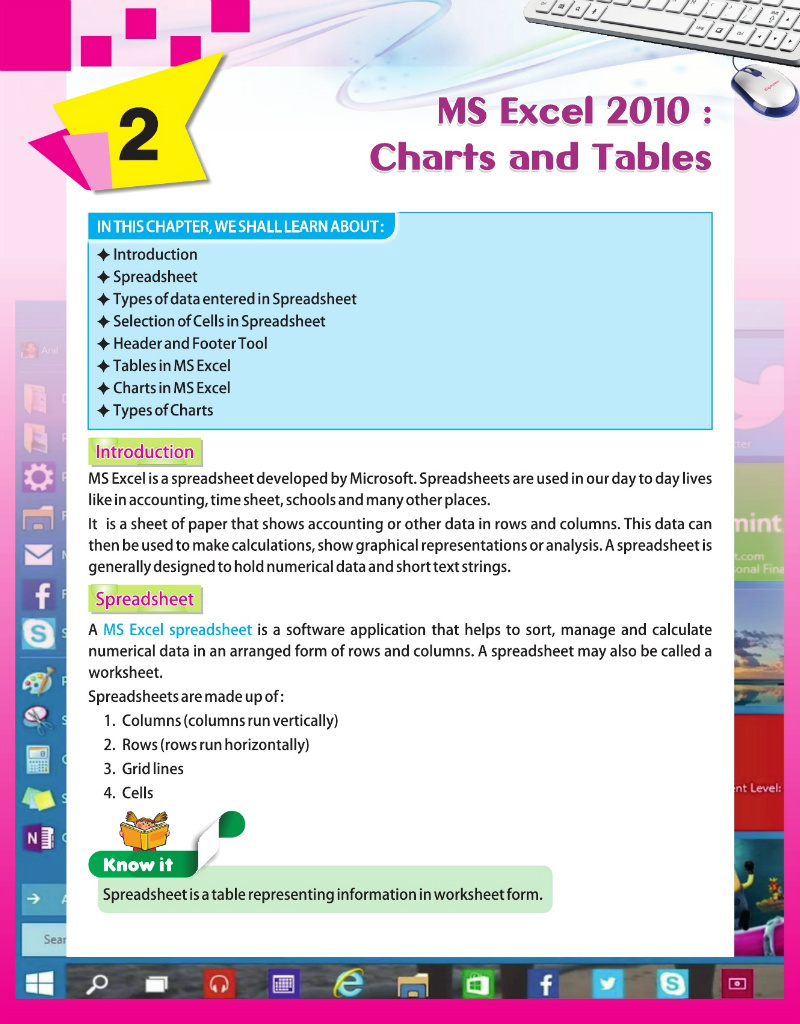 2
MS Excel 2010 :
Charts and Tables
IN THIS CHAPTER, WE SHALL LEARN ABOUT :
✦ Introduction
✦ Spreadsheet
✦ Types of data entered in Spreadsheet
✦ Selection of Cells in Spreadsheet
✦ Header and Footer Tool
✦ Tables in MS Excel
✦ Charts in MS Excel
✦ Types of Charts
Introduction
MS Excel is a spreadsheet developed by Microsoft. Spreadsheets are used in our day to day lives
like in accounting, time sheet, schools and many other places.
It is a sheet of paper that shows accounting or other data in rows and columns. This data can
then be used to make calculations, show graphical representations or analysis. A spreadsheet is
generally designed to hold numerical data and short text strings.
Spreadsheet
A MS Excel spreadsheet is a software application that helps to sort, manage and calculate
numerical data in an arranged form of rows and columns. A spreadsheet may also be called a
worksheet.
Spreadsheets are made up of :
1. Columns (columns run vertically)
2. Rows (rows run horizontally)
3. Grid lines
4. Cells
Know it
Spreadsheet is a table representing information in worksheet form.